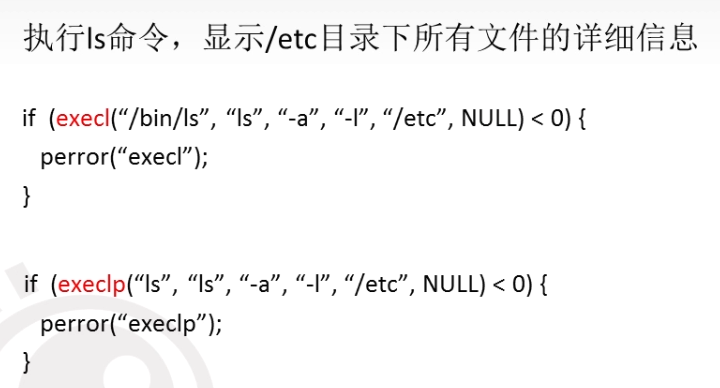 执行ls命令，显示/etc目录下所有文件的详细信息
if (execl(“/bin/ls”, “ls”, “-a”, “-l”, “/etc”, NULL) < 0) {
perror(“execl”);
}
if (execlp(“ls”, “ls”, “-a”, “-l”, “/etc”, NULL) < 0) {
perror(“execlp”);
}